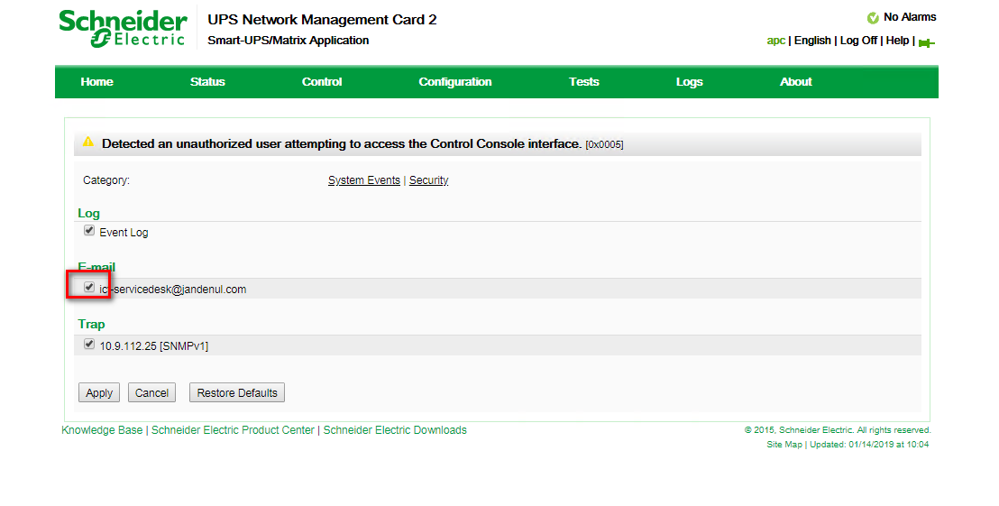 Schneider Electric
UPS Network Management Card 2
Smart-UPS/Matrix Application
No Alarms
apc | English | Log Off | Help |
Home Status Control Configuration Tests Logs About
Detected an unauthorized user attempting to access the Control Console interface. [0x0005]
Category: System Events | Security
Log
Event Log
E-mail
ict-servicedesk@jandenul.com
Trap
10.9.112.25 [SNMPv1]
Apply Cancel Restore Defaults
Knowledge Base | Schneider Electric Product Center | Schneider Electric Downloads
© 2015, Schneider Electric. All rights reserved.
Site Map | Updated: 01/14/2019 at 10:04